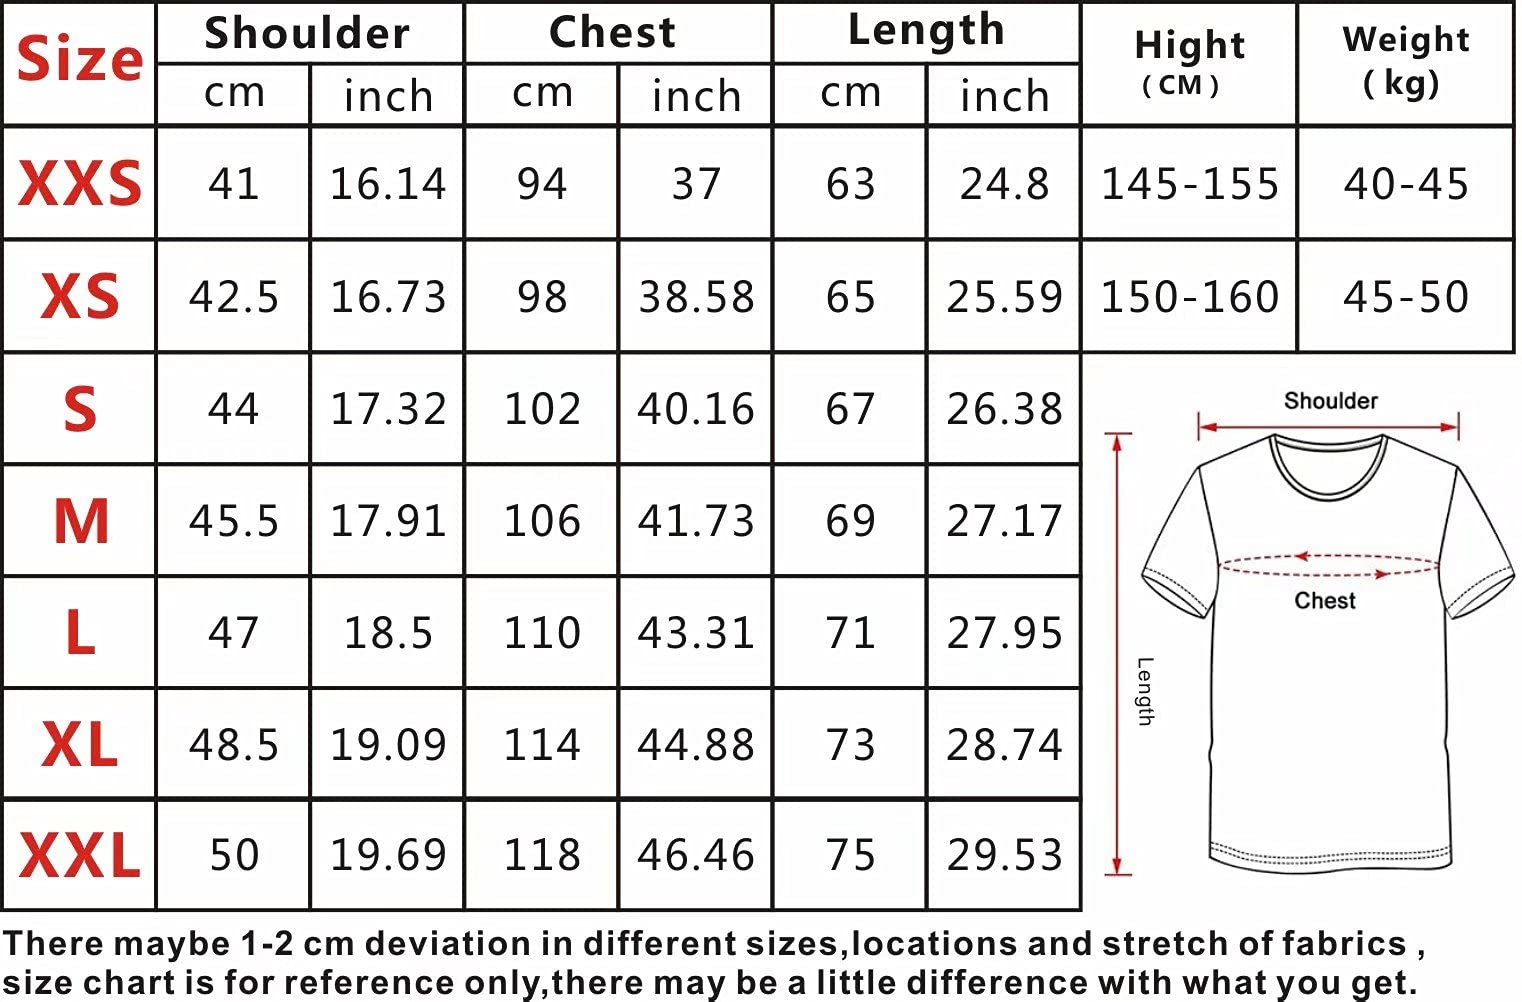 Size Shoulder Chest Length Hight (CM) Weight (kg)
cm inch cm inch cm inch
XXS 41 16.14 94 37 63 24.8 145-155 40-45
XS 42.5 16.73 98 38.58 65 25.59 150-160 45-50
S 44 17.32 102 40.16 67 26.38
M 45.5 17.91 106 41.73 69 27.17
L 47 18.5 110 43.31 71 27.95
XL 48.5 19.09 114 44.88 73 28.74
XXL 50 19.69 118 46.46 75 29.53
Shoulder
Chest
Length
There maybe 1-2 cm deviation in different sizes,locations and stretch of fabrics ,
size chart is for reference only,there may be a little difference with what you get.